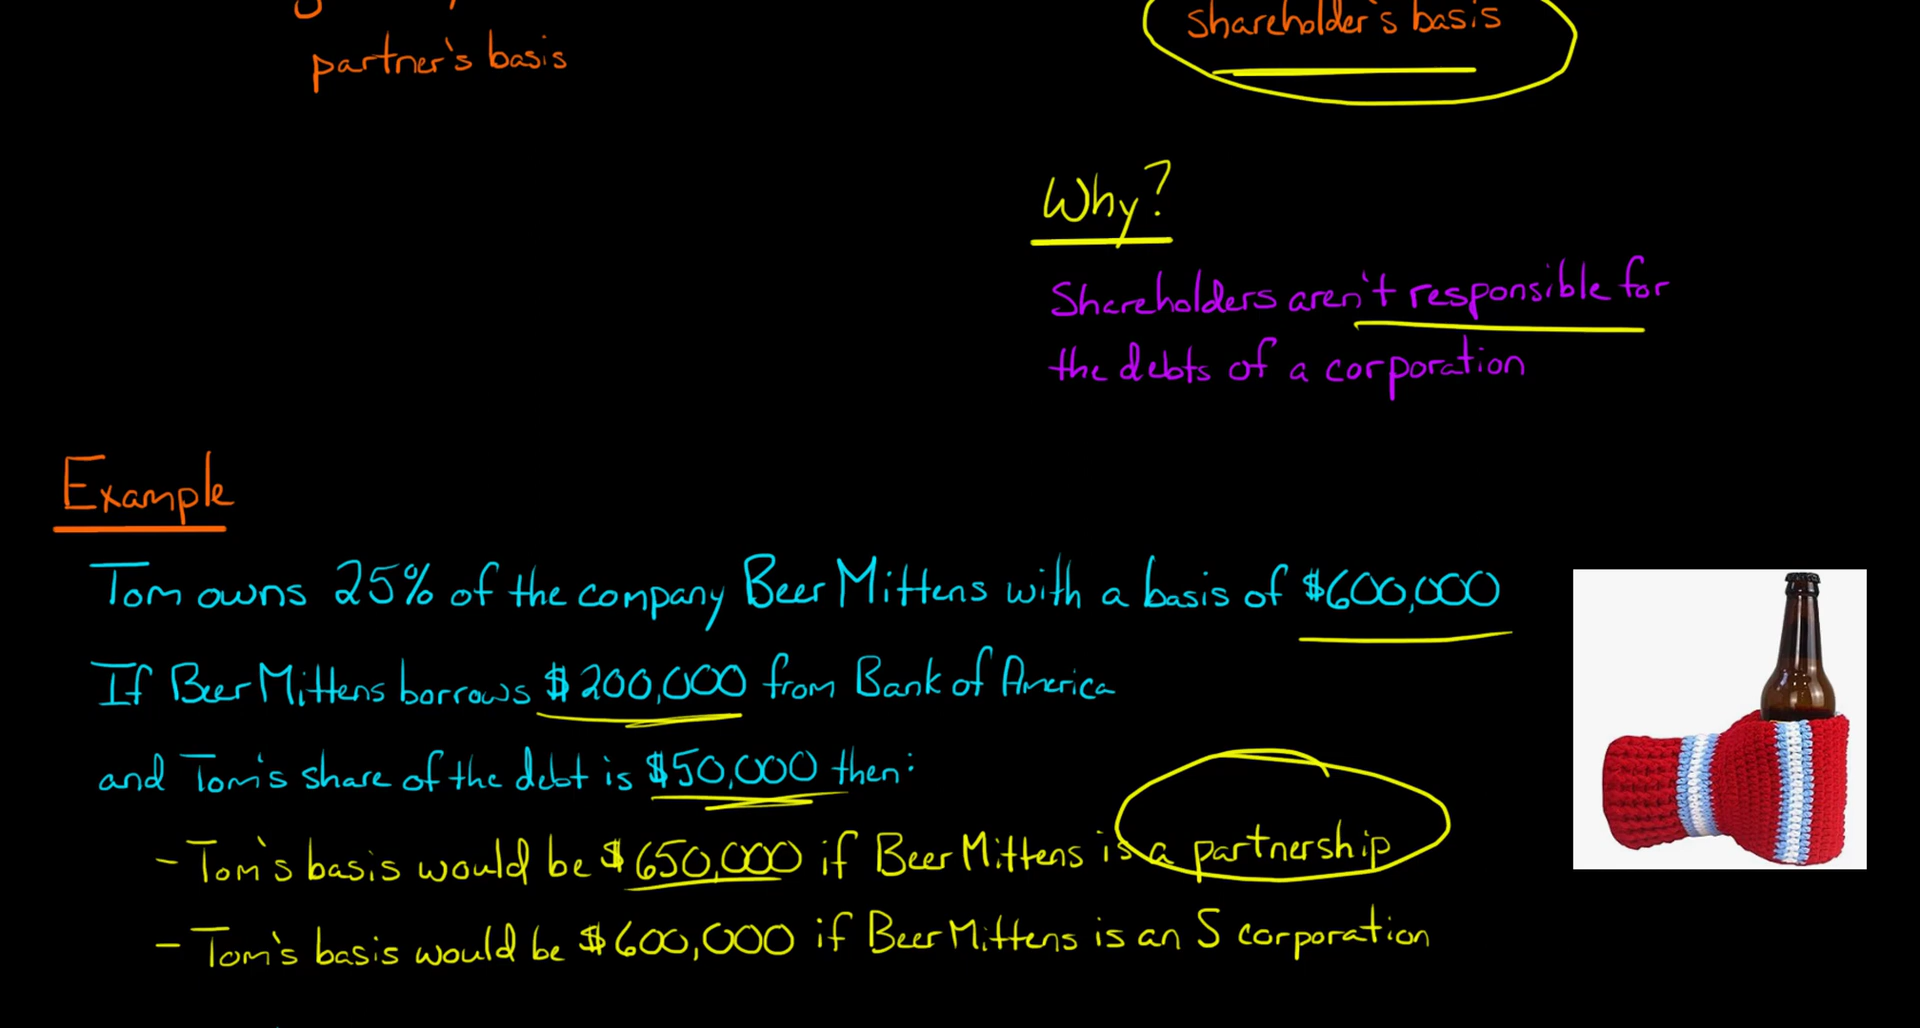 partner's basis
shareholder's basis
Why?
Shareholders aren't responsible for
the debts of a corporation
Example
Tom owns 25% of the company Beer Mittens with a basis of $600,000
If Beer Mittens borrows $200,000 from Bank of America
and Tom's share of the debt is $50,000 then:
- Tom's basis would be $650,000 if Beer Mittens is a partnership
- Tom's basis would be $600,000 if Beer Mittens is an S corporation